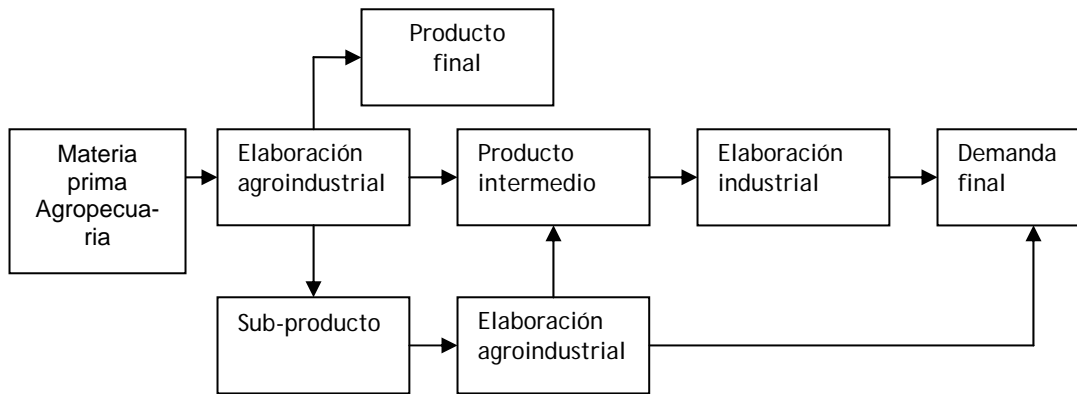 Producto
final
Materia
prima
Agropecua-
ria
Elaboración
agroindustrial
Producto
intermedio
Elaboración
industrial
Demanda
final
Sub-producto
Elaboración
agroindustrial